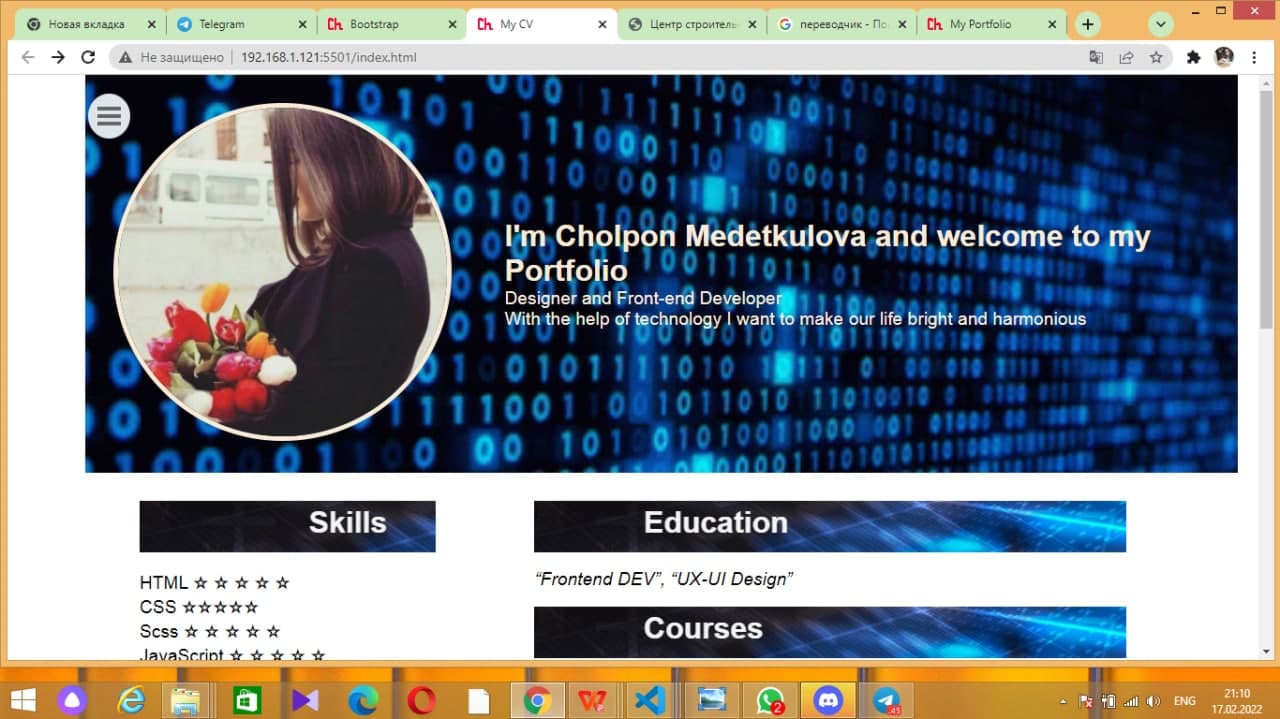 Новая вкладка
Telegram
Bootstrap
My CV
Центр строитель
переводчик - По
My Portfolio
Не защищено
192.168.1.121:5501/index.html
I'm Cholpon Medetkulova and welcome to my
Portfolio
Designer and Front-end Developer
With the help of technology I want to make our life bright and harmonious
Skills
HTML ☆ ☆ ☆ ☆ ☆
CSS ☆☆☆☆☆
Scss ☆ ☆ ☆ ☆ ☆
JavaScript ☆ ☆ ☆ ☆ ☆
Education
“Frontend DEV”, “UX-UI Design”
Courses
2
43
ENG
21:10
17.02.2022